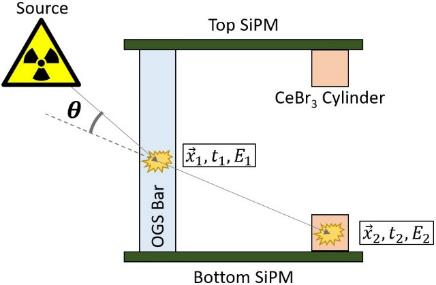 Source
Top SiPM
CeBr₃ Cylinder
θ
x⃗₁, t₁, E₁
OGS Bar
x⃗₂, t₂, E₂
Bottom SiPM